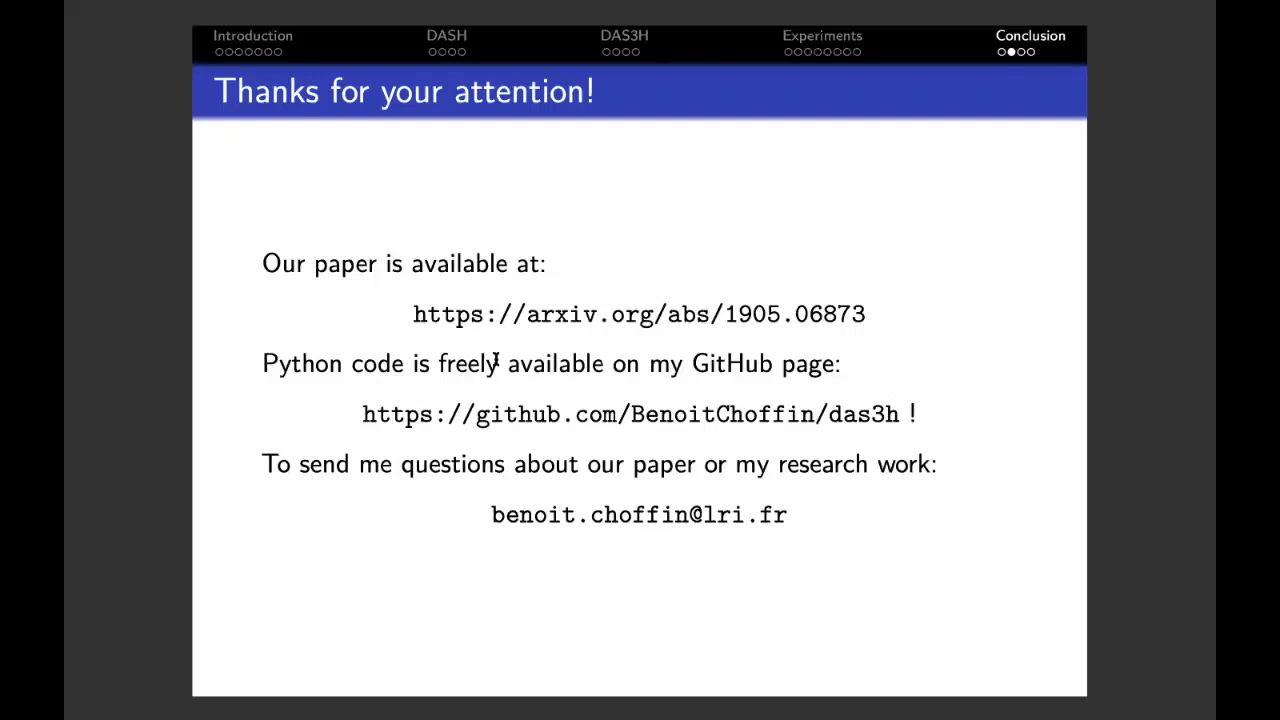 Introduction DASH DAS3H Experiments Conclusion
Thanks for your attention!
Our paper is available at:
https://arxiv.org/abs/1905.06873
Python code is freely available on my GitHub page:
https://github.com/BenoitChoffin/das3h !
To send me questions about our paper or my research work:
benoit.choffin@lri.fr